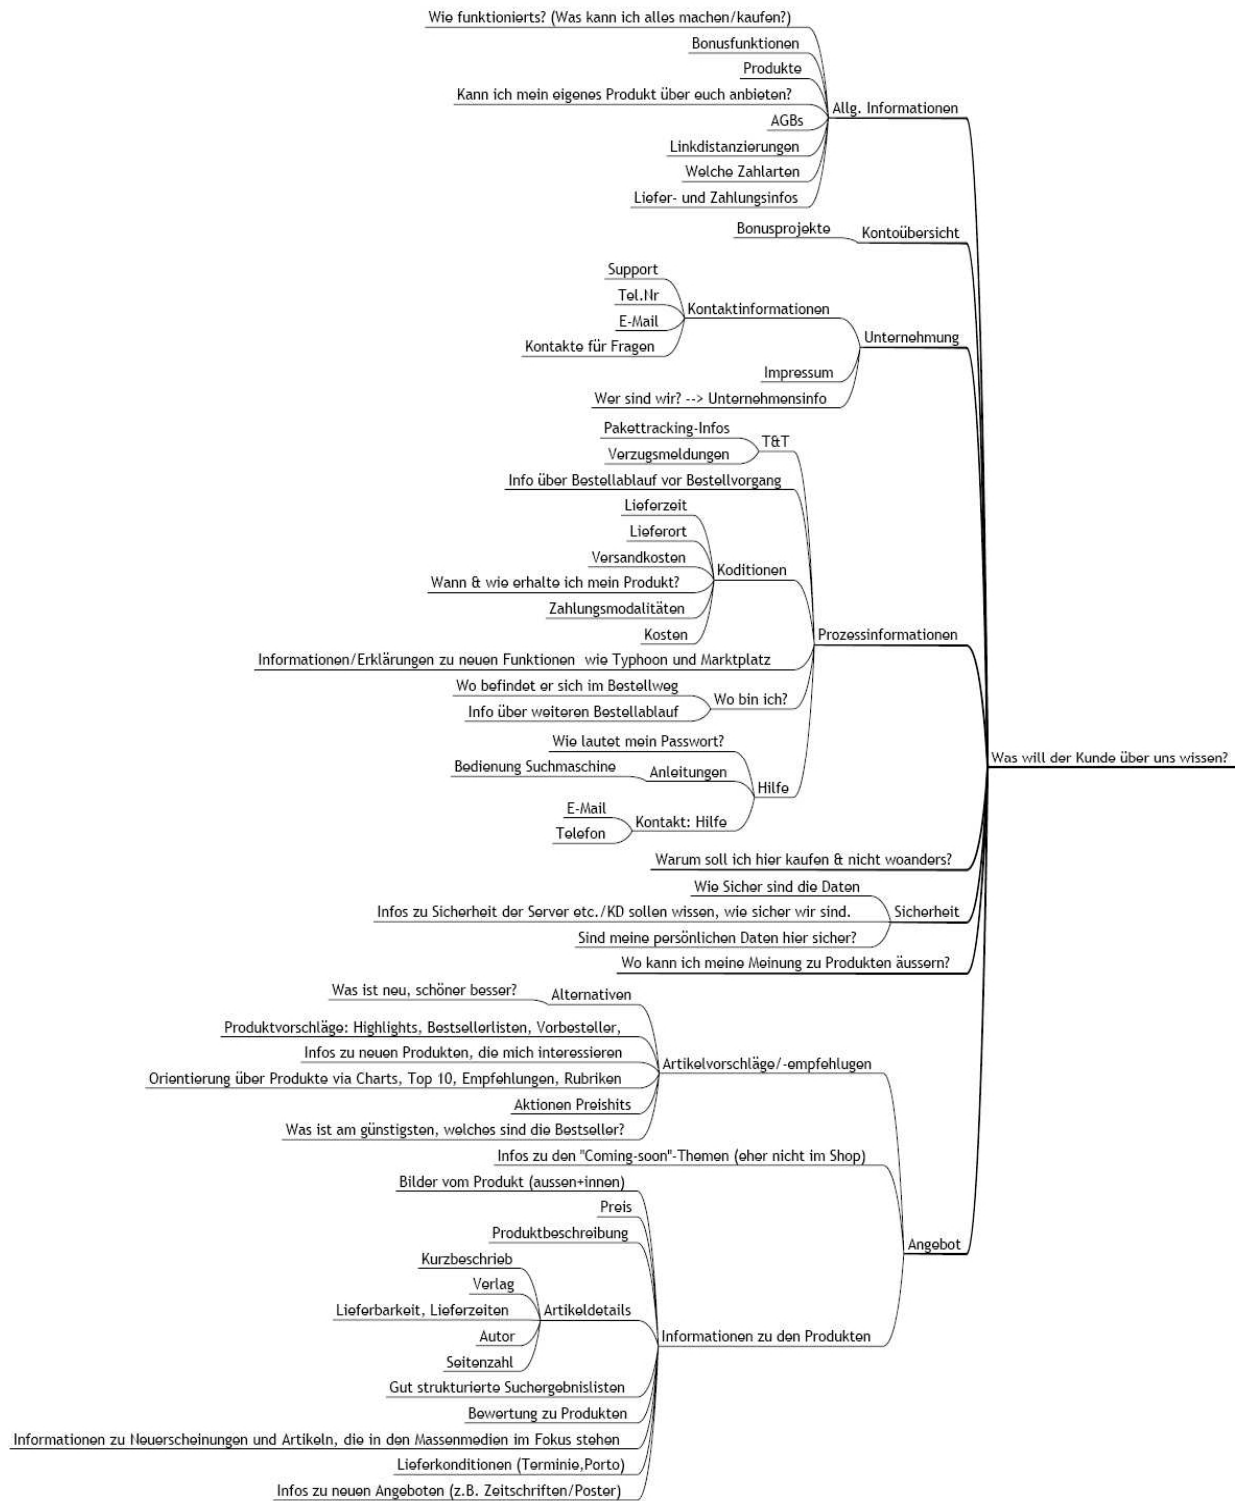 Wie funktionierts? (Was kann ich alles machen/kaufen?)
Bonusfunktionen
Produkte
Kann ich mein eigenes Produkt über euch anbieten?
Allg. Informationen
AGBs
Linkdistanzierungen
Welche Zahlarten
Liefer- und Zahlungsinfos
Bonusprojekte
Kontoübersicht
Support
Tel.Nr
Kontaktinformationen
E-Mail
Kontakte für Fragen
Unternehmung
Impressum
Wer sind wir? --> Unternehmensinfo
Pakettracking-Infos
T&T
Verzugsmeldungen
Info über Bestellablauf vor Bestellvorgang
Lieferzeit
Lieferort
Versandkosten
Koditionen
Wann & wie erhalte ich mein Produkt?
Zahlungsmodalitäten
Kosten
Prozessinformationen
Informationen/Erklärungen zu neuen Funktionen wie Typhoon und Marktplatz
Wo befindet er sich im Bestellweg
Wo bin ich?
Info über weiteren Bestellablauf
Wie lautet mein Passwort?
Bedienung Suchmaschine
Anleitungen
Hilfe
E-Mail
Kontakt: Hilfe
Telefon
Was will der Kunde über uns wissen?
Warum soll ich hier kaufen & nicht woanders?
Wie Sicher sind die Daten
Infos zu Sicherheit der Server etc./KD sollen wissen, wie sicher wir sind.
Sicherheit
Sind meine persönlichen Daten hier sicher?
Wo kann ich meine Meinung zu Produkten äussern?
Was ist neu, schöner besser?
Alternativen
Produktvorschläge: Highlights, Bestsellerlisten, Vorbesteller,
Infos zu neuen Produkten, die mich interessieren
Artikelvorschläge/-empfehlugen
Orientierung über Produkte via Charts, Top 10, Empfehlungen, Rubriken
Aktionen Preishits
Was ist am günstigsten, welches sind die Bestseller?
Infos zu den "Coming-soon"-Themen (eher nicht im Shop)
Bilder vom Produkt (aussen+innen)
Preis
Produktbeschreibung
Angebot
Kurzbeschrieb
Verlag
Lieferbarkeit, Lieferzeiten
Artikeldetails
Autor
Seitenzahl
Informationen zu den Produkten
Gut strukturierte Suchergebnislisten
Bewertung zu Produkten
Informationen zu Neuerscheinungen und Artikeln, die in den Massenmedien im Fokus stehen
Lieferkonditionen (Terminie,Porto)
Infos zu neuen Angeboten (z.B. Zeitschriften/Poster)